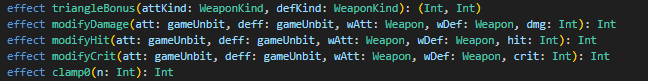 effect triangleBonus(attKind: WeaponKind, defKind: WeaponKind): (Int, Int)
effect modifyDamage(att: gameUnbit, deff: gameUnbit, wAtt: Weapon, wDef: Weapon, dmg: Int): Int
effect modifyHit(att: gameUnbit, deff: gameUnbit, wAtt: Weapon, wDef: Weapon, hit: Int): Int
effect modifyCrit(att: gameUnbit, deff: gameUnbit, wAtt: Weapon, wDef: Weapon, crit: Int): Int
effect clamp0(n: Int): Int